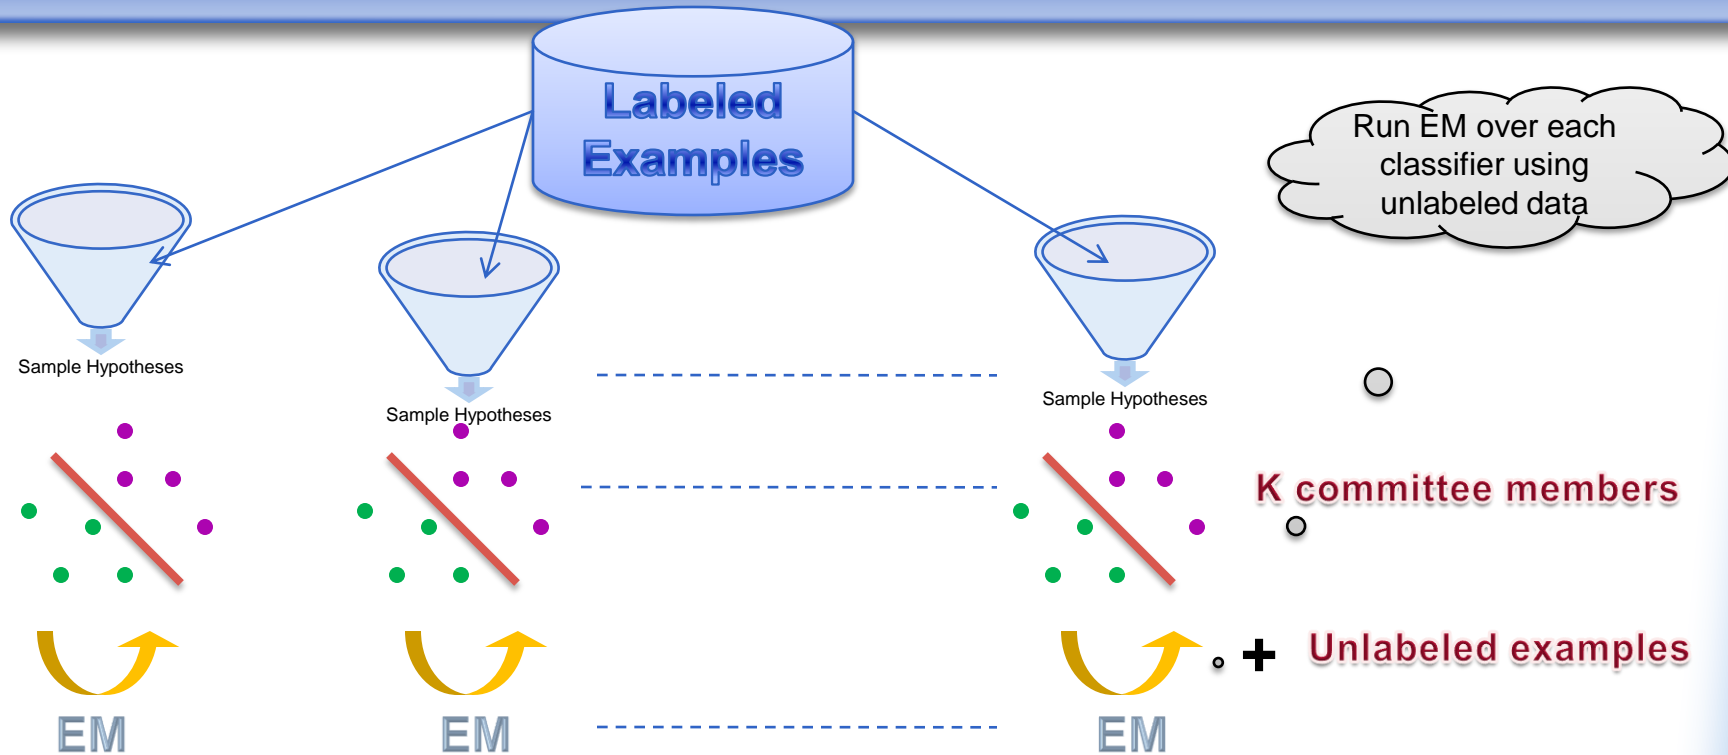 Labeled
Examples
Run EM over each
classifier using
unlabeled data
Sample Hypotheses
Sample Hypotheses
Sample Hypotheses
K committee members
+ Unlabeled examples
EM
EM
EM